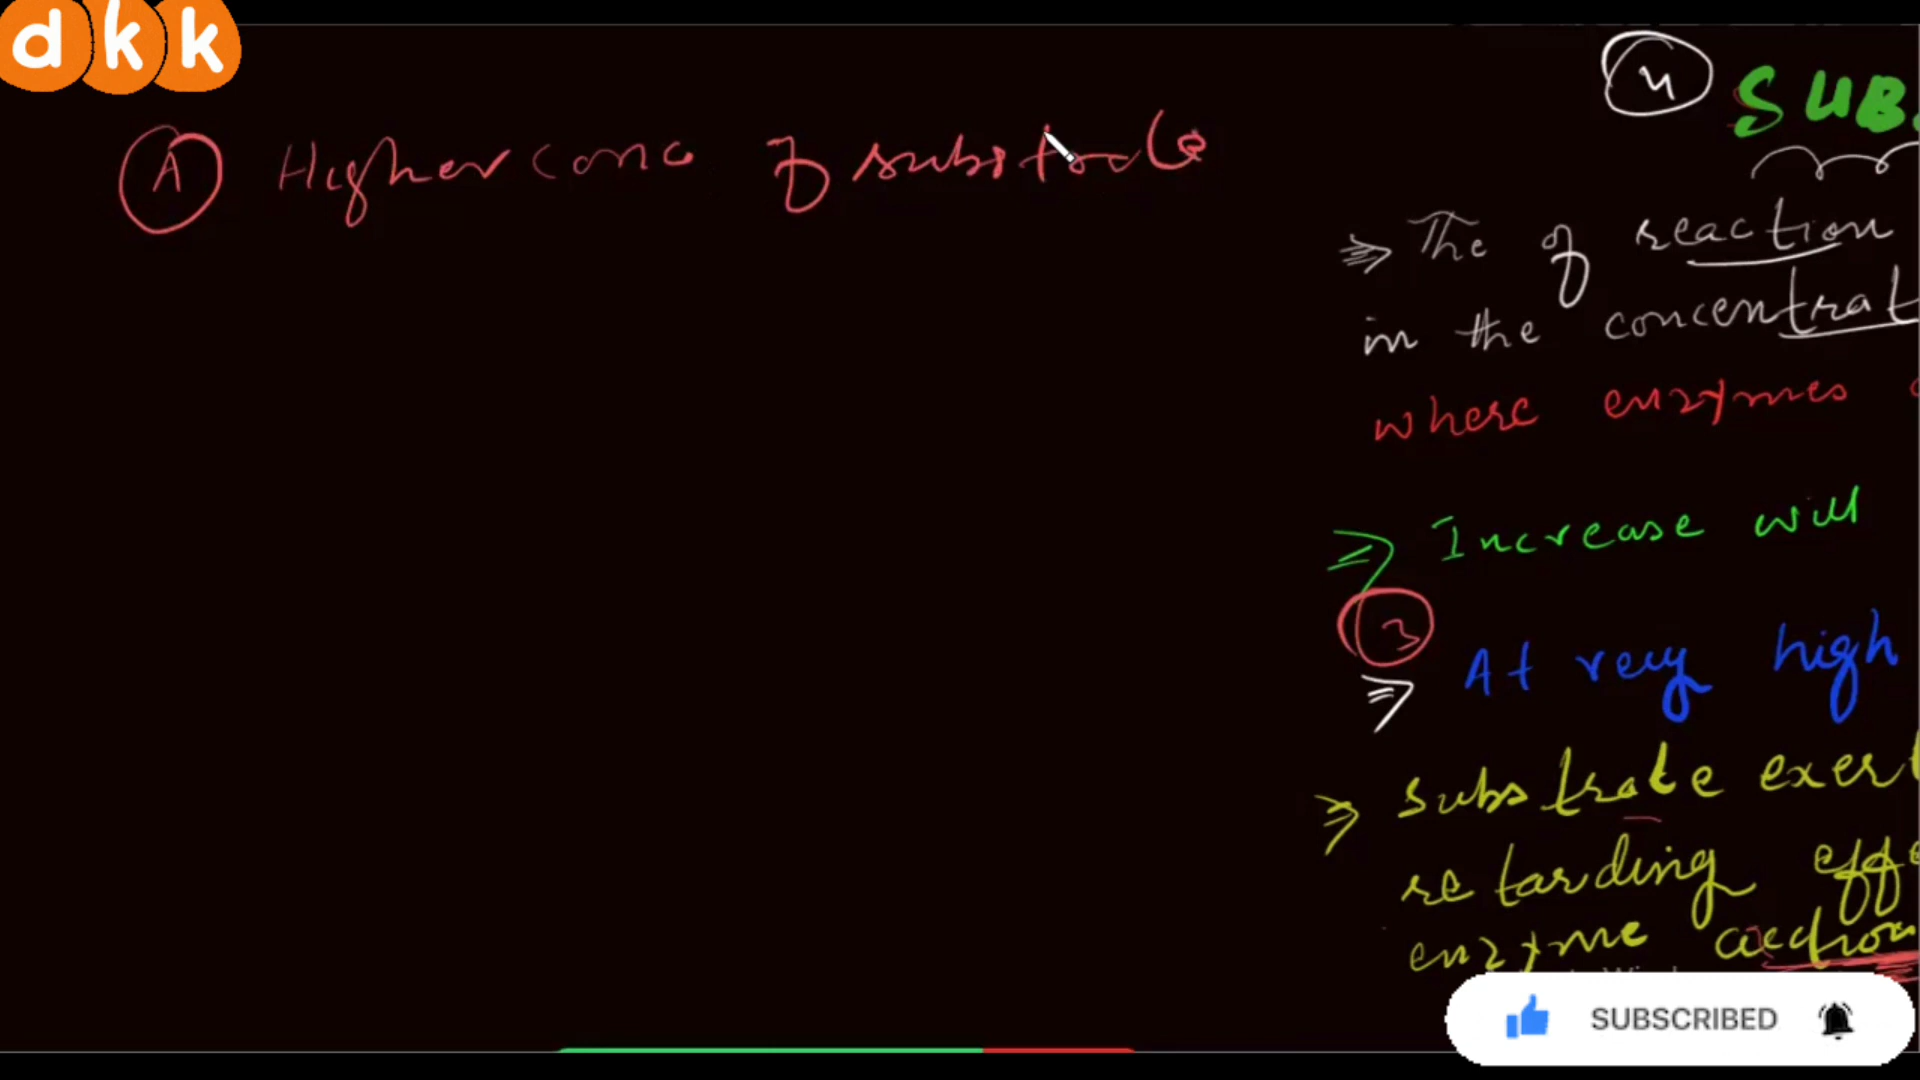 dkk
A Higher conc of substrate
4 SUB
⇒ The of reaction
in the concentrat
where enzymes
⇒ Increase will
3
⇒ At very high
⇒ substrate exert
retarding effe
enzyme action
SUBSCRIBED